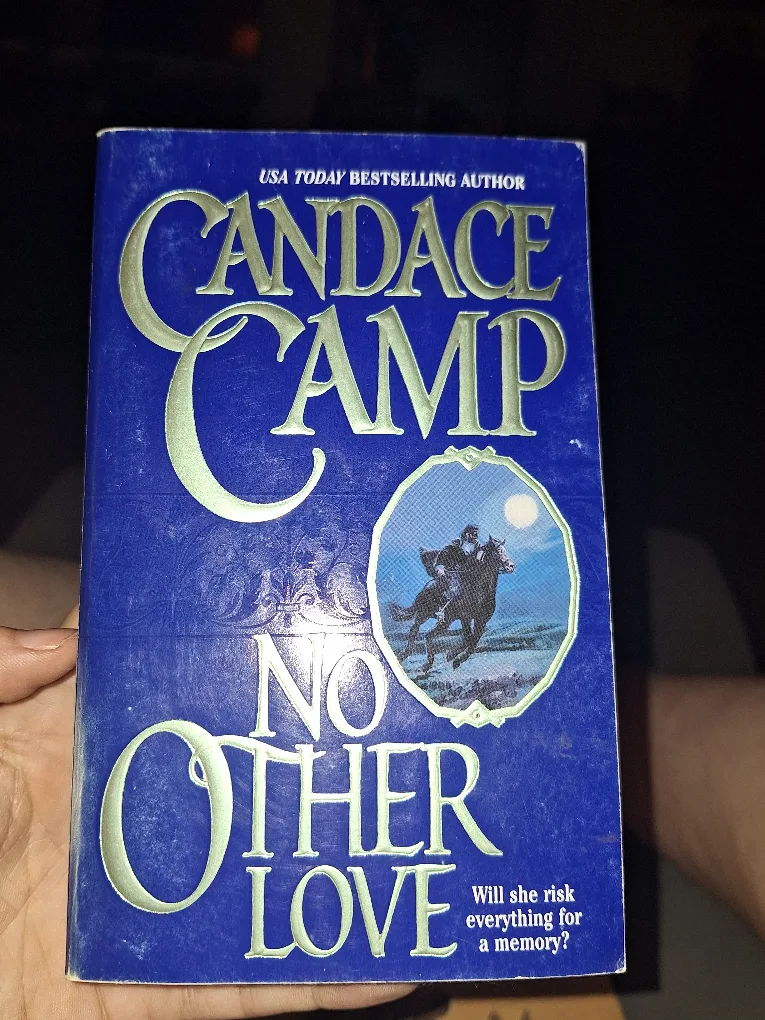 USA TODAY BESTSELLING AUTHOR
CANDACE
CAMP
NO
OTHER
LOVE
Will she risk
everything for
a memory?